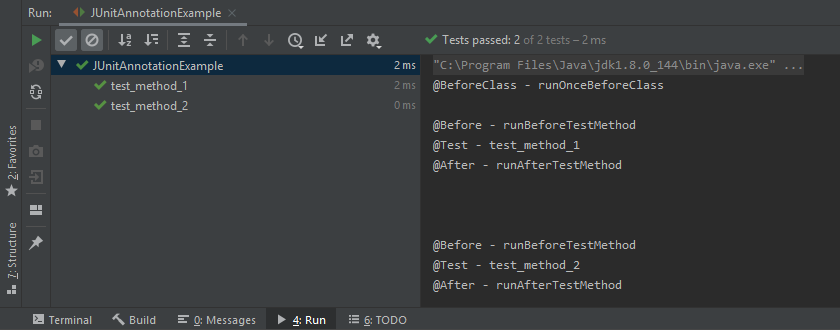 Run: JUnitAnnotationExample
Tests passed: 2 of 2 tests – 2 ms
JUnitAnnotationExample 2 ms
test_method_1 2 ms
test_method_2 0 ms
"C:\Program Files\Java\jdk1.8.0_144\bin\java.exe" ...
@BeforeClass - runOnceBeforeClass
@Before - runBeforeTestMethod
@Test - test_method_1
@After - runAfterTestMethod
@Before - runBeforeTestMethod
@Test - test_method_2
@After - runAfterTestMethod
2: Favorites
7: Structure
Terminal Build 0: Messages 4: Run 6: TODO